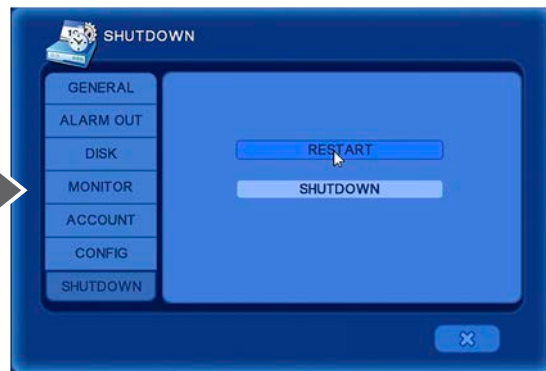 SHUTDOWN
GENERAL
ALARM OUT
DISK
MONITOR
ACCOUNT
CONFIG
SHUTDOWN
RESTART
SHUTDOWN